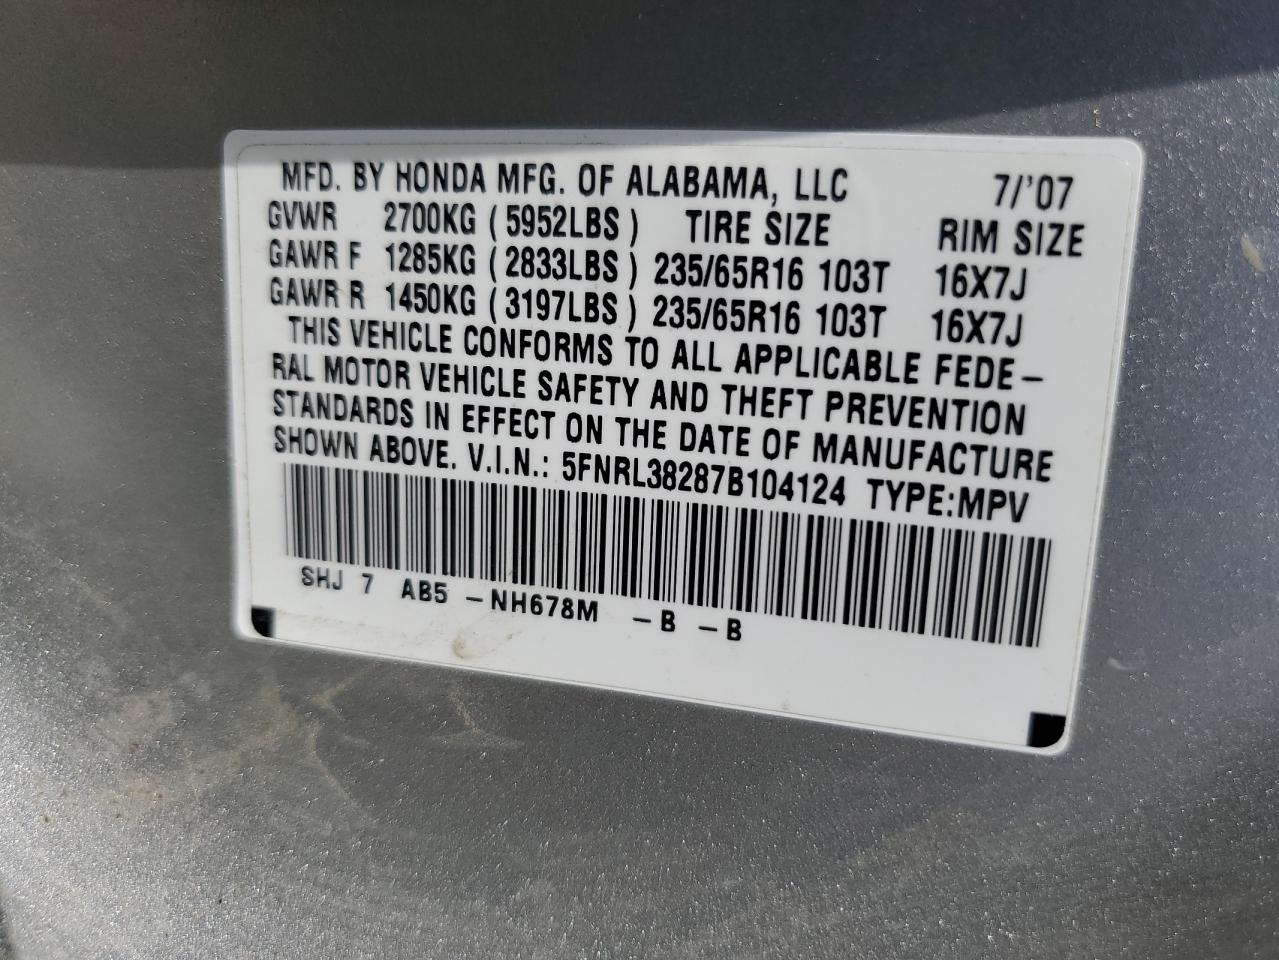 MFD. BY HONDA MFG. OF ALABAMA, LLC 7/'07
GVWR 2700KG (5952LBS) TIRE SIZE RIM SIZE
GAWR F 1285KG (2833LBS) 235/65R16 103T 16X7J
GAWR R 1450KG (3197LBS) 235/65R16 103T 16X7J
THIS VEHICLE CONFORMS TO ALL APPLICABLE FEDE-
RAL MOTOR VEHICLE SAFETY AND THEFT PREVENTION
STANDARDS IN EFFECT ON THE DATE OF MANUFACTURE
SHOWN ABOVE. V.I.N.: 5FNRL38287B104124 TYPE:MPV
SHJ 7 AB5 -NH678M -B -B